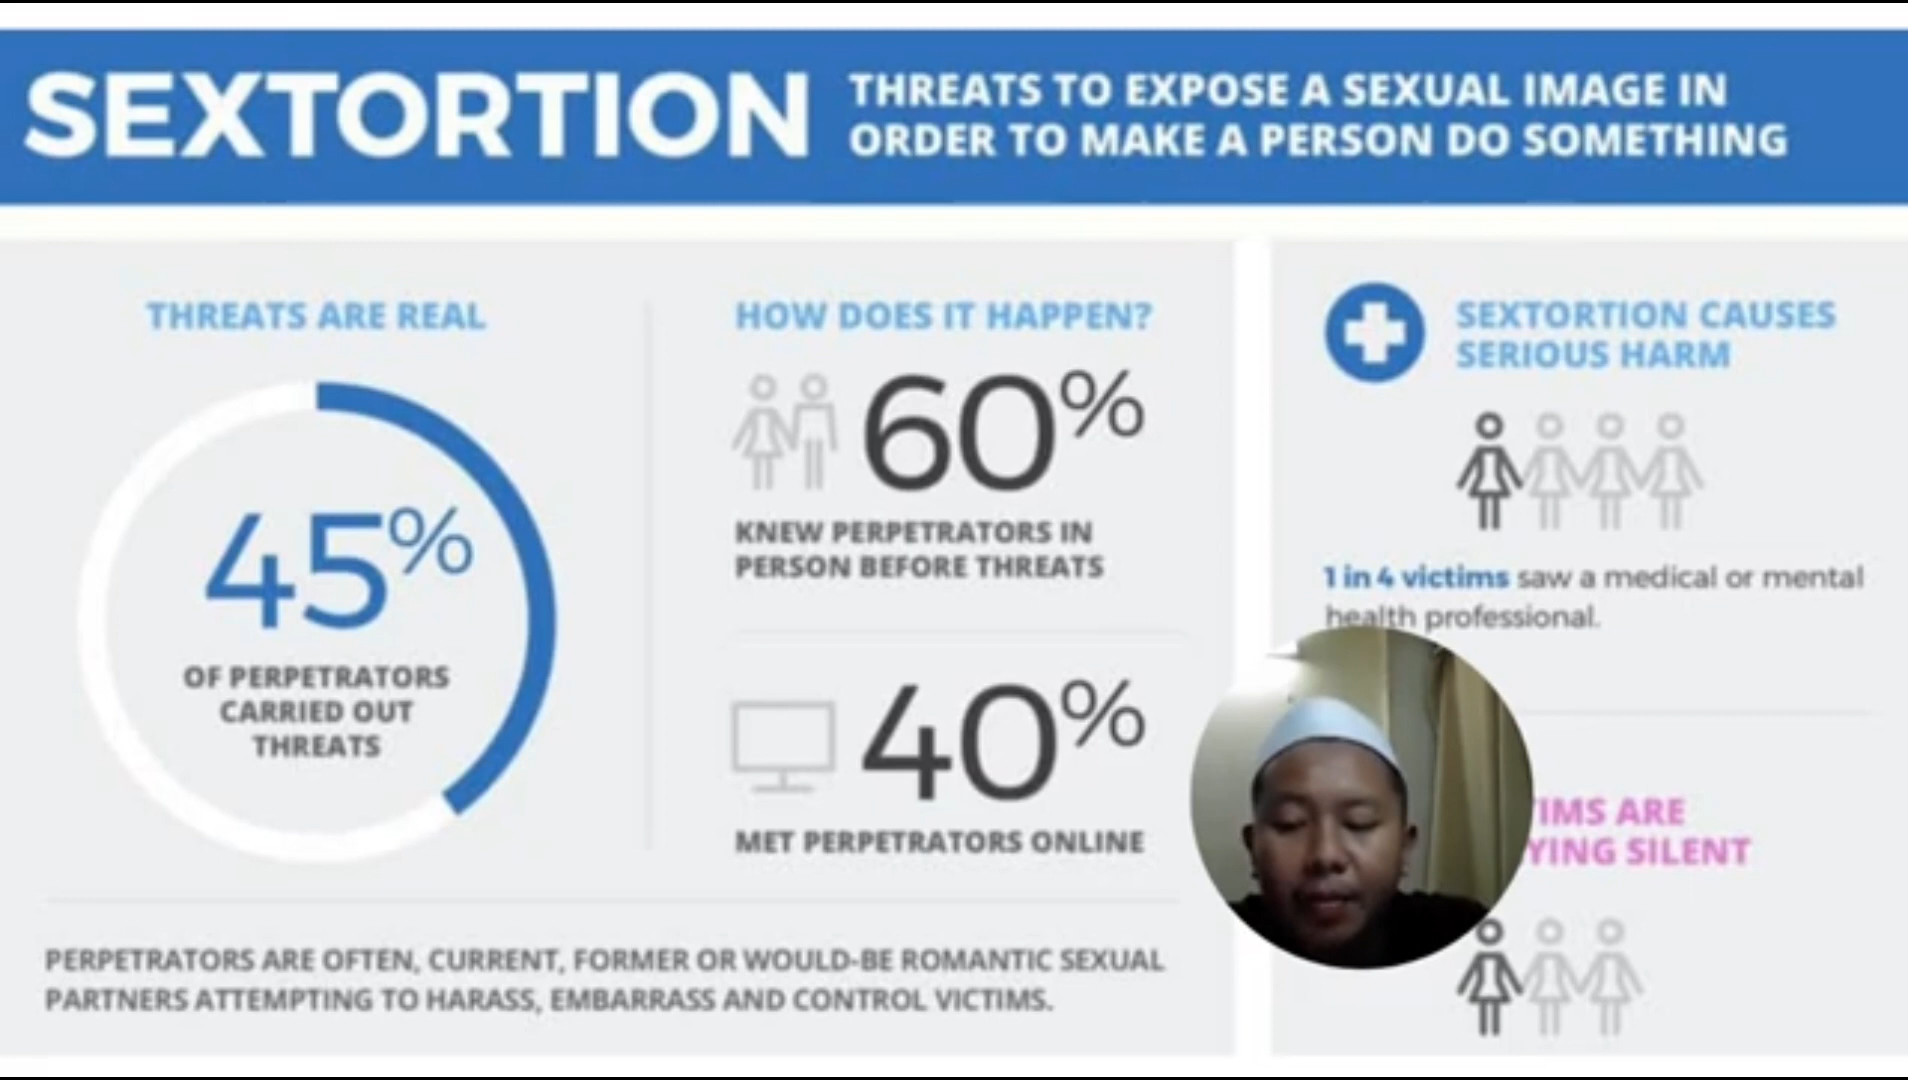 SEXTORTION
THREATS TO EXPOSE A SEXUAL IMAGE IN
ORDER TO MAKE A PERSON DO SOMETHING
THREATS ARE REAL
45%
OF PERPETRATORS
CARRIED OUT
THREATS
HOW DOES IT HAPPEN?
60%
KNEW PERPETRATORS IN
PERSON BEFORE THREATS
40%
MET PERPETRATORS ONLINE
PERPETRATORS ARE OFTEN, CURRENT, FORMER OR WOULD-BE ROMANTIC SEXUAL
PARTNERS ATTEMPTING TO HARASS, EMBARRASS AND CONTROL VICTIMS.
SEXTORTION CAUSES
SERIOUS HARM
1 in 4 victims saw a medical or mental
health professional.
ARE
SILENT